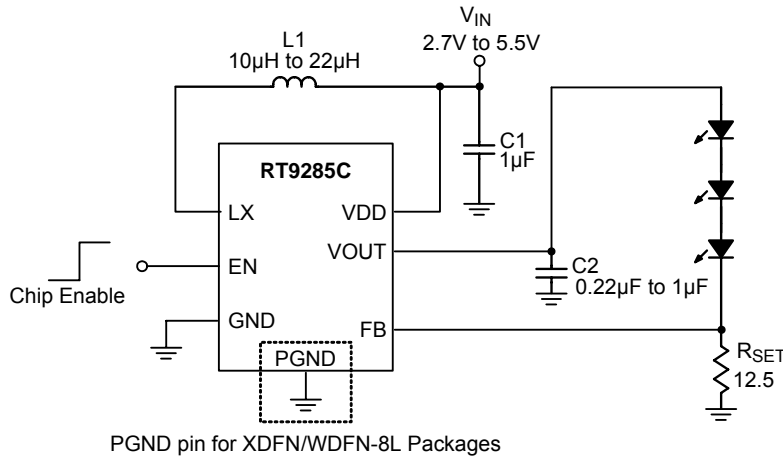 V_IN
2.7V to 5.5V
L1
10µH to 22µH
C1
1µF
RT9285C
LX
VDD
VOUT
EN
Chip Enable
C2
0.22µF to 1µF
GND
FB
PGND
R_SET
12.5
PGND pin for XDFN/WDFN-8L Packages